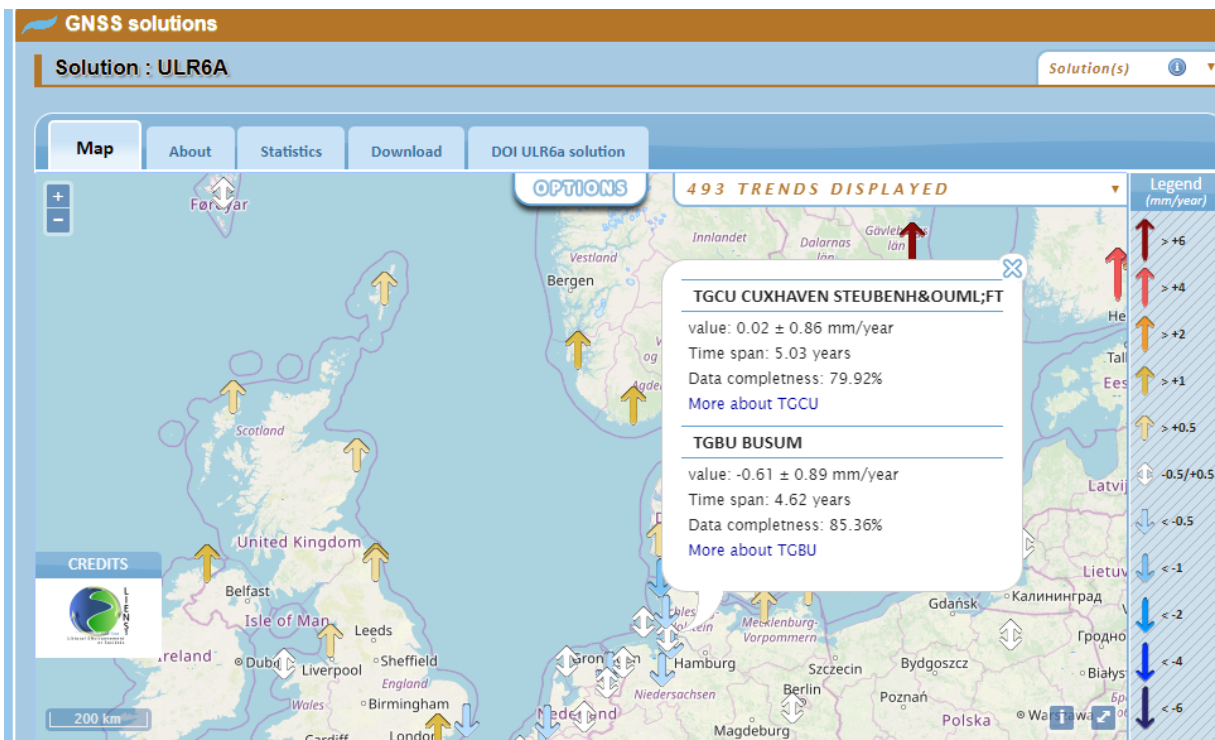 GNSS solutions
Solution : ULR6A
Solution(s)
Map
About
Statistics
Download
DOI ULR6a solution
+
−
OPTIONS
493 TRENDS DISPLAYED
Legend
(mm/year)
> +6
> +4
> +2
> +1
> +0.5
-0.5/+0.5
< -0.5
< -1
< -2
< -4
< -6
TGCU CUXHAVEN STEUBENH&OUML;FT
value: 0.02 ± 0.86 mm/year
Time span: 5.03 years
Data completness: 79.92%
More about TGCU
TGBU BUSUM
value: -0.61 ± 0.89 mm/year
Time span: 4.62 years
Data completness: 85.36%
More about TGBU
Innlandet
Dalarnas
län
län
Vestland
Bergen
Scotland
United Kingdom
Belfast
Isle of Man
Leeds
Liverpool
Sheffield
England
Wales
Birmingham
Hamburg
Mecklenburg-
Vorpommern
Szczecin
Bydgoszcz
Gdańsk
Калининград
Гродно
Berlin
Poznań
Polska
Magdeburg
Niedersachsen
CREDITS
LIENSs
200 km